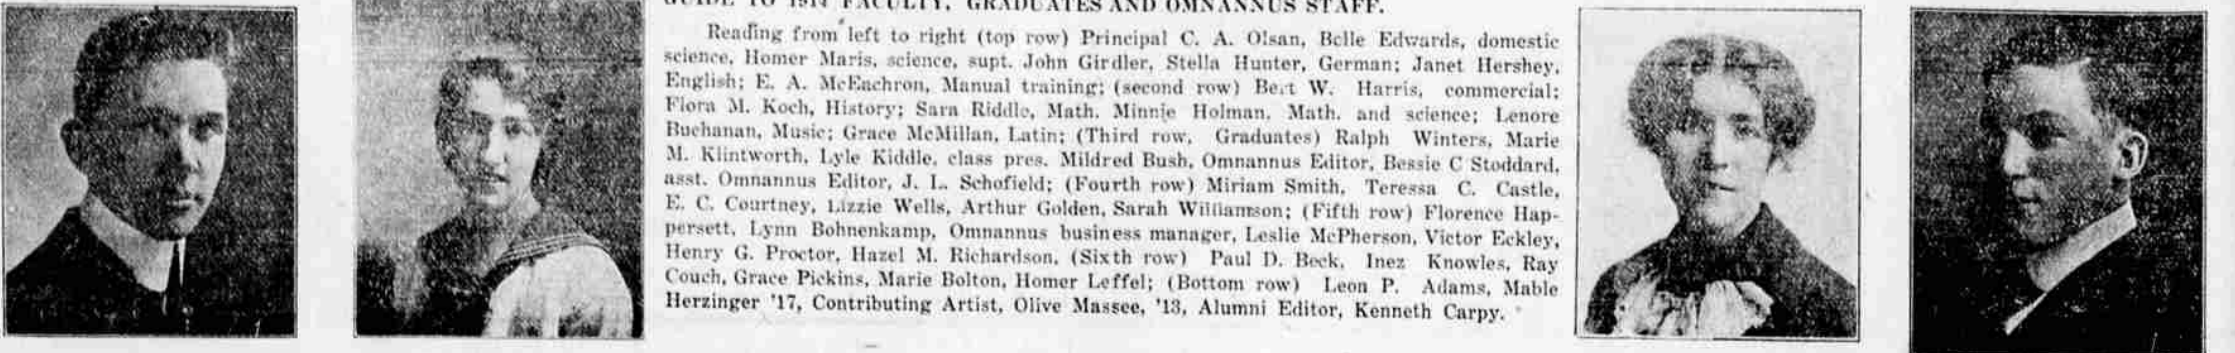 GUIDE TO 1914 FACULTY, GRADUATES AND OMNANNUS STAFF.
Reading from left to right (top row) Principal C. A. Olsan, Belle Edwards, domestic
science, Homer Maris, science, supt. John Girdler, Stella Hunter, German; Janet Hershey,
English; E. A. McEachron, Manual training; (second row) Bert W. Harris, commercial;
Flora M. Koch, History; Sara Riddle, Math. Minnie Holman, Math. and science; Lenore
Buchanan, Music; Grace McMillan, Latin; (Third row, Graduates) Ralph Winters, Marie
M. Klintworth, Lyle Kiddle, class pres. Mildred Bush, Omnannus Editor, Bessie C Stoddard,
asst. Omnannus Editor, J. L. Schofield; (Fourth row) Miriam Smith, Teressa C. Castle,
E. C. Courtney, Lizzie Wells, Arthur Golden, Sarah Williamson; (Fifth row) Florence Hap-
persett, Lynn Bohnenkamp, Omnannus business manager, Leslie McPherson, Victor Eckley,
Henry G. Proctor, Hazel M. Richardson, (Sixth row) Paul D. Beck, Inez Knowles, Ray
Couch, Grace Pickins, Marie Bolton, Homer Leffel; (Bottom row) Leon P. Adams, Mable
Herzinger '17, Contributing Artist, Olive Massee, '13, Alumni Editor, Kenneth Carpy.